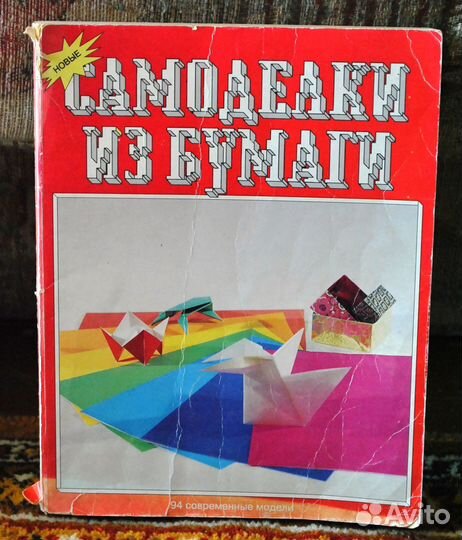 НОВЫЕ
САМОДЕЛКИ
ИЗ БУМАГИ
94 современные модели
Avito